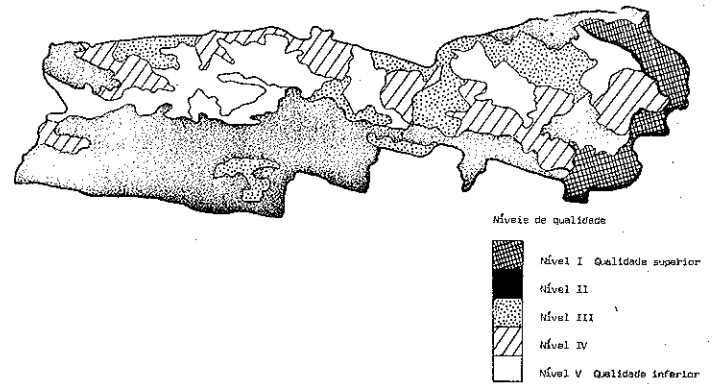 Níveis de qualidade
Nível I Qualidade superior
Nível II
Nível III
Nível IV
Nível V Qualidade inferior